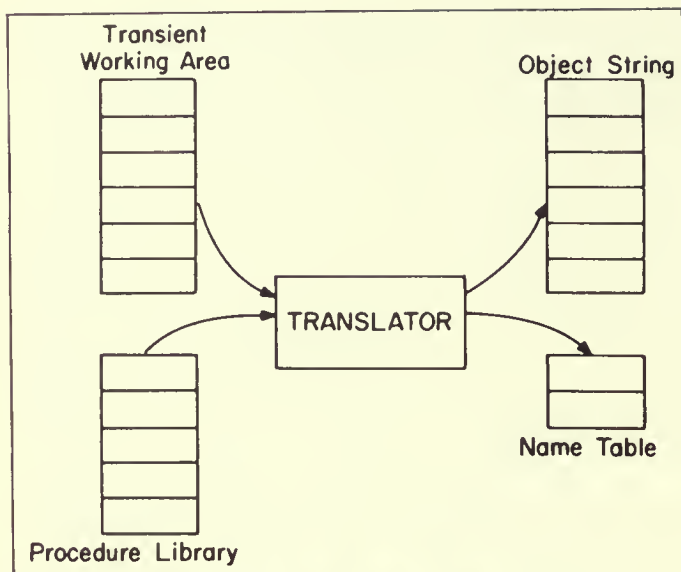 Transient
Working Area
Object String
TRANSLATOR
Name Table
Procedure Library